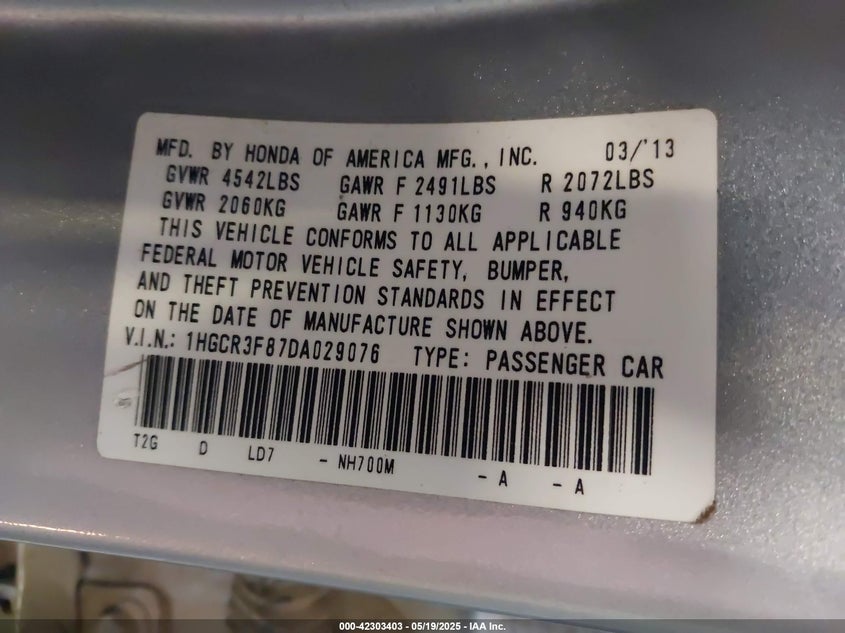 MFD. BY HONDA OF AMERICA MFG., INC. 03/'13
GVWR 4542LBS GAWR F 2491LBS R 2072LBS
GVWR 2060KG GAWR F 1130KG R 940KG
THIS VEHICLE CONFORMS TO ALL APPLICABLE
FEDERAL MOTOR VEHICLE SAFETY, BUMPER,
AND THEFT PREVENTION STANDARDS IN EFFECT
ON THE DATE OF MANUFACTURE SHOWN ABOVE.
V.I.N.: 1HGCR3F87DA029076 TYPE: PASSENGER CAR
T2G D LD7 - NH700M - A - A
000-42303403 - 05/19/2025 - IAA Inc.